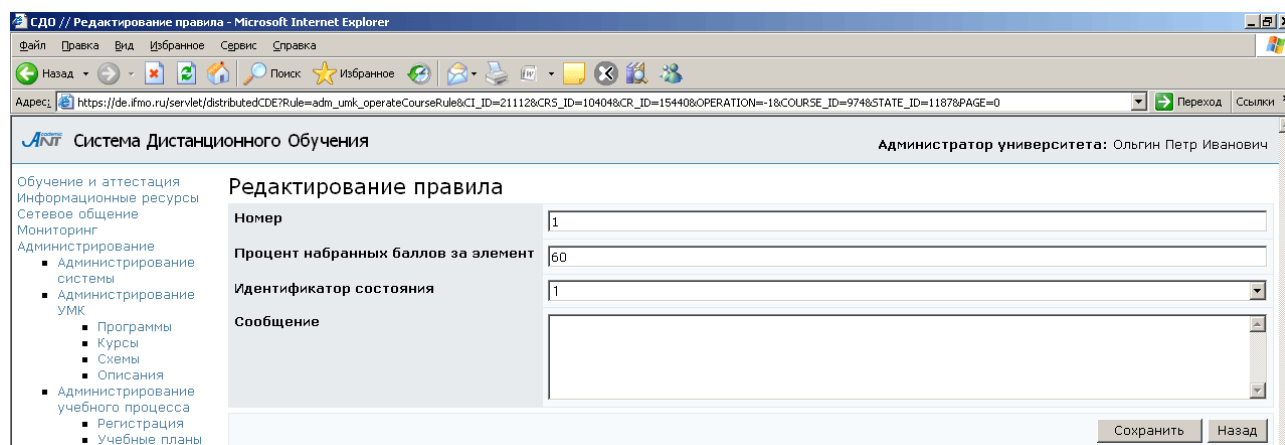 СДО // Редактирование правила - Microsoft Internet Explorer
Файл Правка Вид Избранное Сервис Справка
Назад Поиск Избранное
Адрес: https://de.ifmo.ru/servlet/distributedCDE?Rule=adm_umk_operateCourseRule&CI_ID=21112&CRS_ID=10404&CR_ID=15440&OPERATION=-1&COURSE_ID=974&STATE_ID=1187&PAGE=0 Переход Ссылки
Academic ANT Система Дистанционного Обучения
Администратор университета: Ольгин Петр Иванович
Обучение и аттестация
Информационные ресурсы
Сетевое общение
Мониторинг
Администрирование
Администрирование
системы
Администрирование
УМК
Программы
Курсы
Схемы
Описания
Администрирование
учебного процесса
Регистрация
Учебные планы
Редактирование правила
Номер 1
Процент набранных баллов за элемент 60
Идентификатор состояния 1
Сообщение
Сохранить Назад